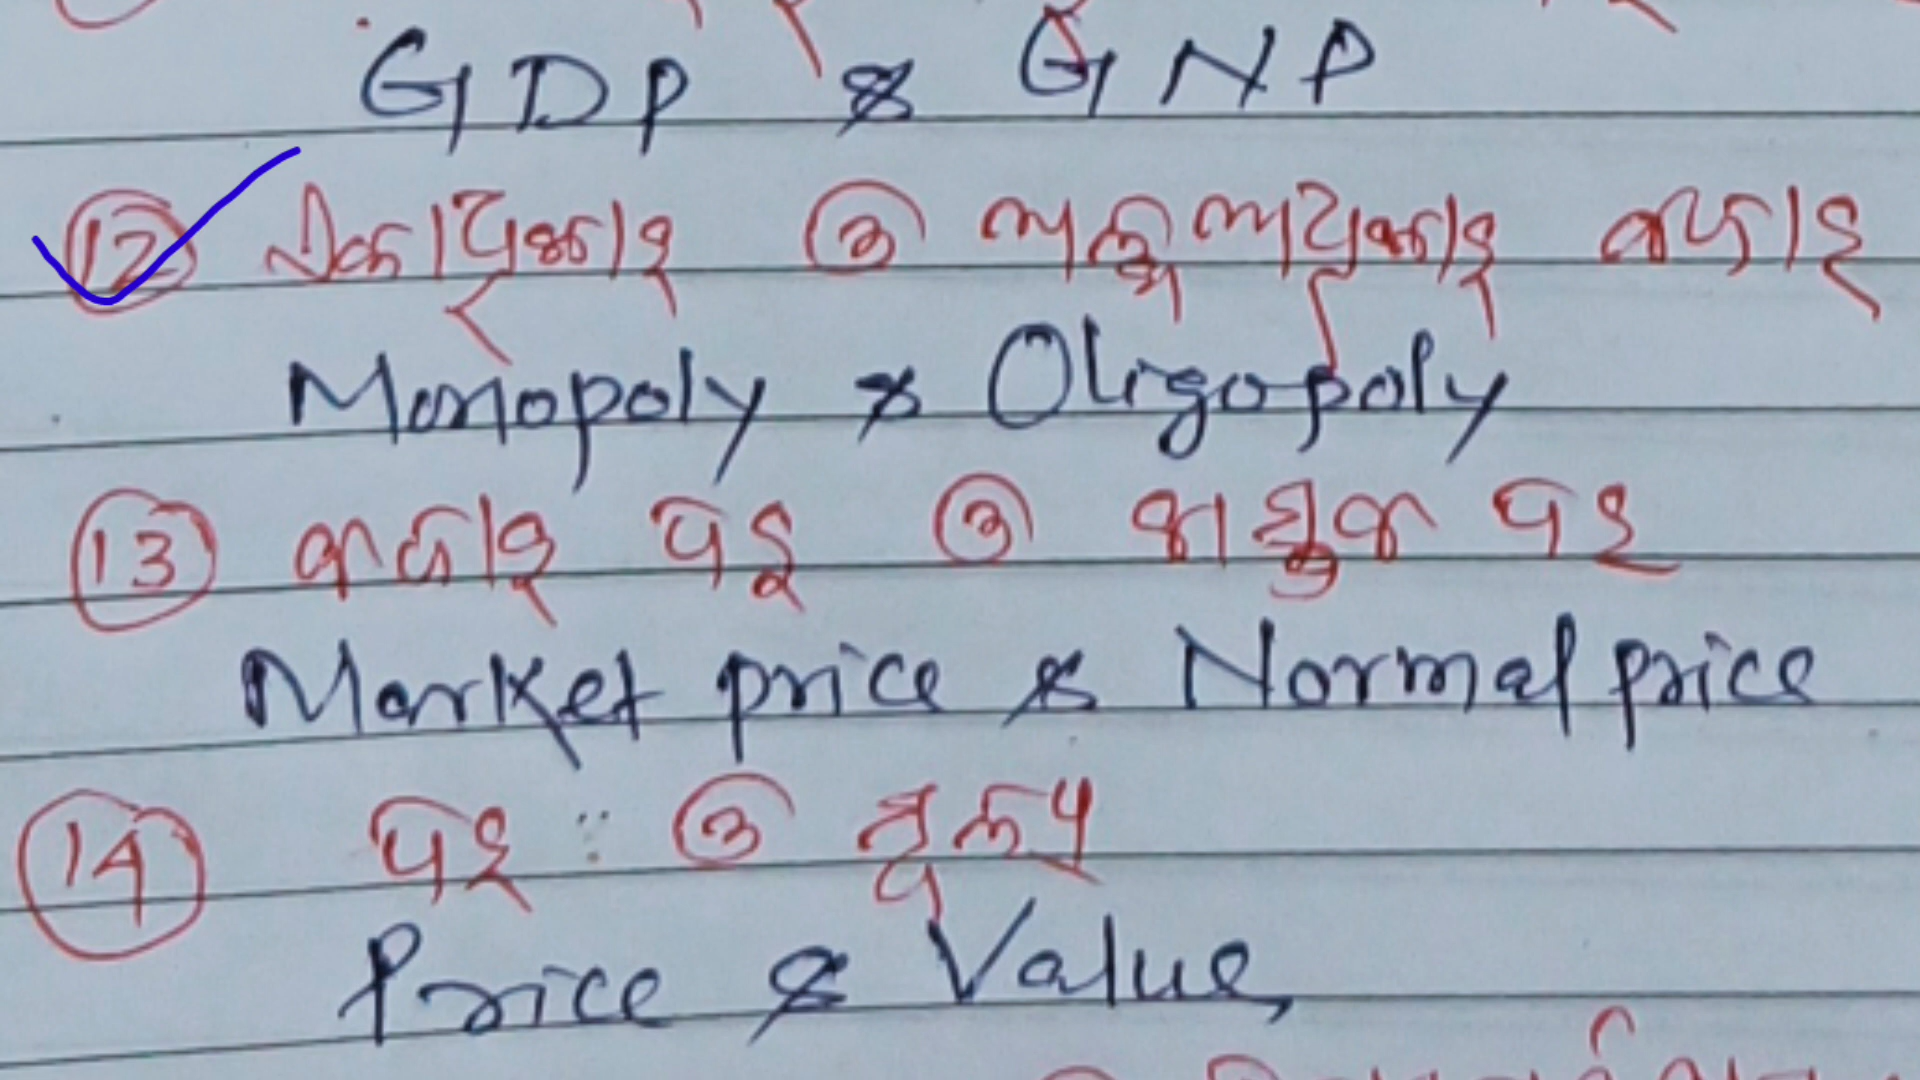 GDP & GNP
12 ଏକାଧିକାର ଓ ଅଳ୍ପାଧିକାର ବଜାର
Monopoly & Oligopoly
13 ବଜାର ଦର ଓ ଦର
Market price & Normal price
14 ଦର ଓ ମୂଲ୍ୟ
Price & Value